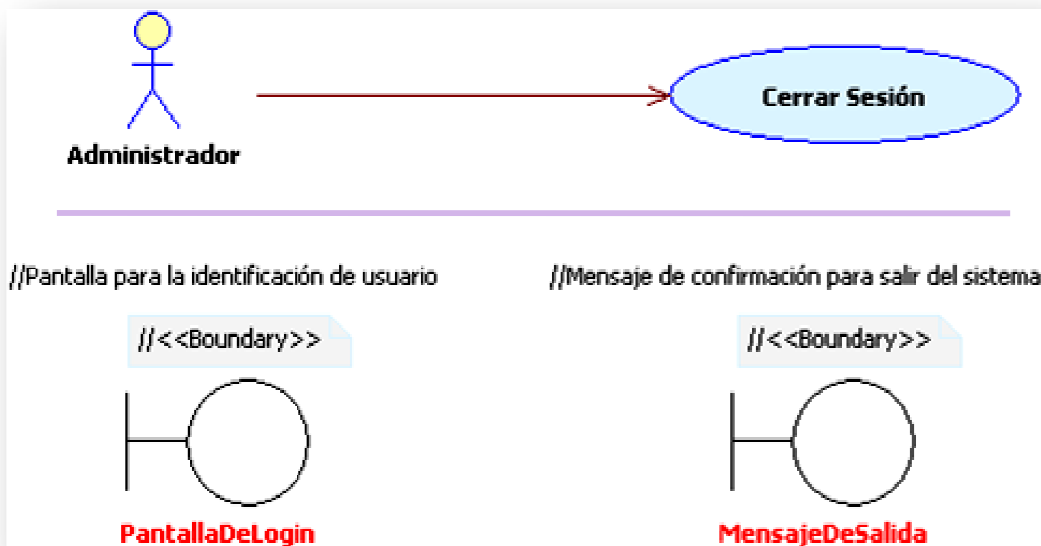 Cerrar Sesión
Administrador
//Pantalla para la identificación de usuario
//Mensaje de confirmación para salir del sistema
//<<Boundary>>
//<<Boundary>>
PantallaDeLogin
MensajeDeSalida